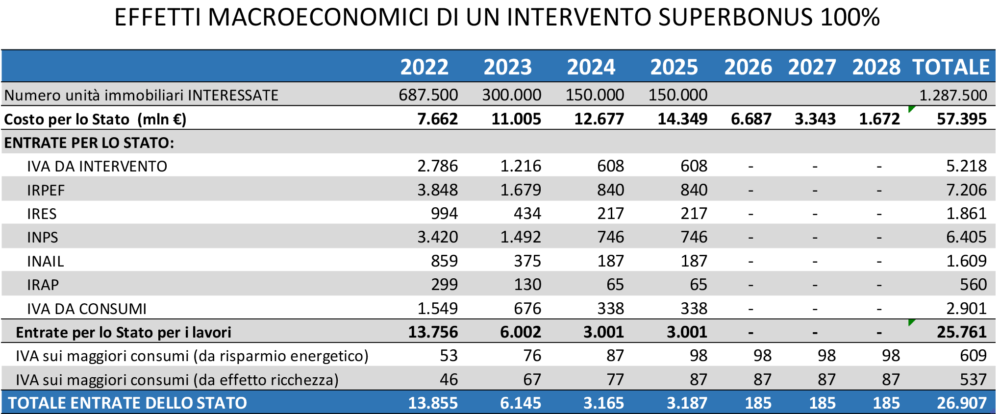 EFFETTI MACROECONOMICI DI UN INTERVENTO SUPERBONUS 100%
2022 2023 2024 2025 2026 2027 2028 TOTALE
Numero unità immobiliari INTERESSATE 687.500 300.000 150.000 150.000 1.287.500
Costo per lo Stato (mln €) 7.662 11.005 12.677 14.349 6.687 3.343 1.672 57.395
ENTRATE PER LO STATO:
IVA DA INTERVENTO 2.786 1.216 608 608 - - - 5.218
IRPEF 3.848 1.679 840 840 - - - 7.206
IRES 994 434 217 217 - - - 1.861
INPS 3.420 1.492 746 746 - - - 6.405
INAIL 859 375 187 187 - - - 1.609
IRAP 299 130 65 65 - - - 560
IVA DA CONSUMI 1.549 676 338 338 - - - 2.901
Entrate per lo Stato per i lavori 13.756 6.002 3.001 3.001 - - - 25.761
IVA sui maggiori consumi (da risparmio energetico) 53 76 87 98 98 98 98 609
IVA sui maggiori consumi (da effetto ricchezza) 46 67 77 87 87 87 87 537
TOTALE ENTRATE DELLO STATO 13.855 6.145 3.165 3.187 185 185 185 26.907